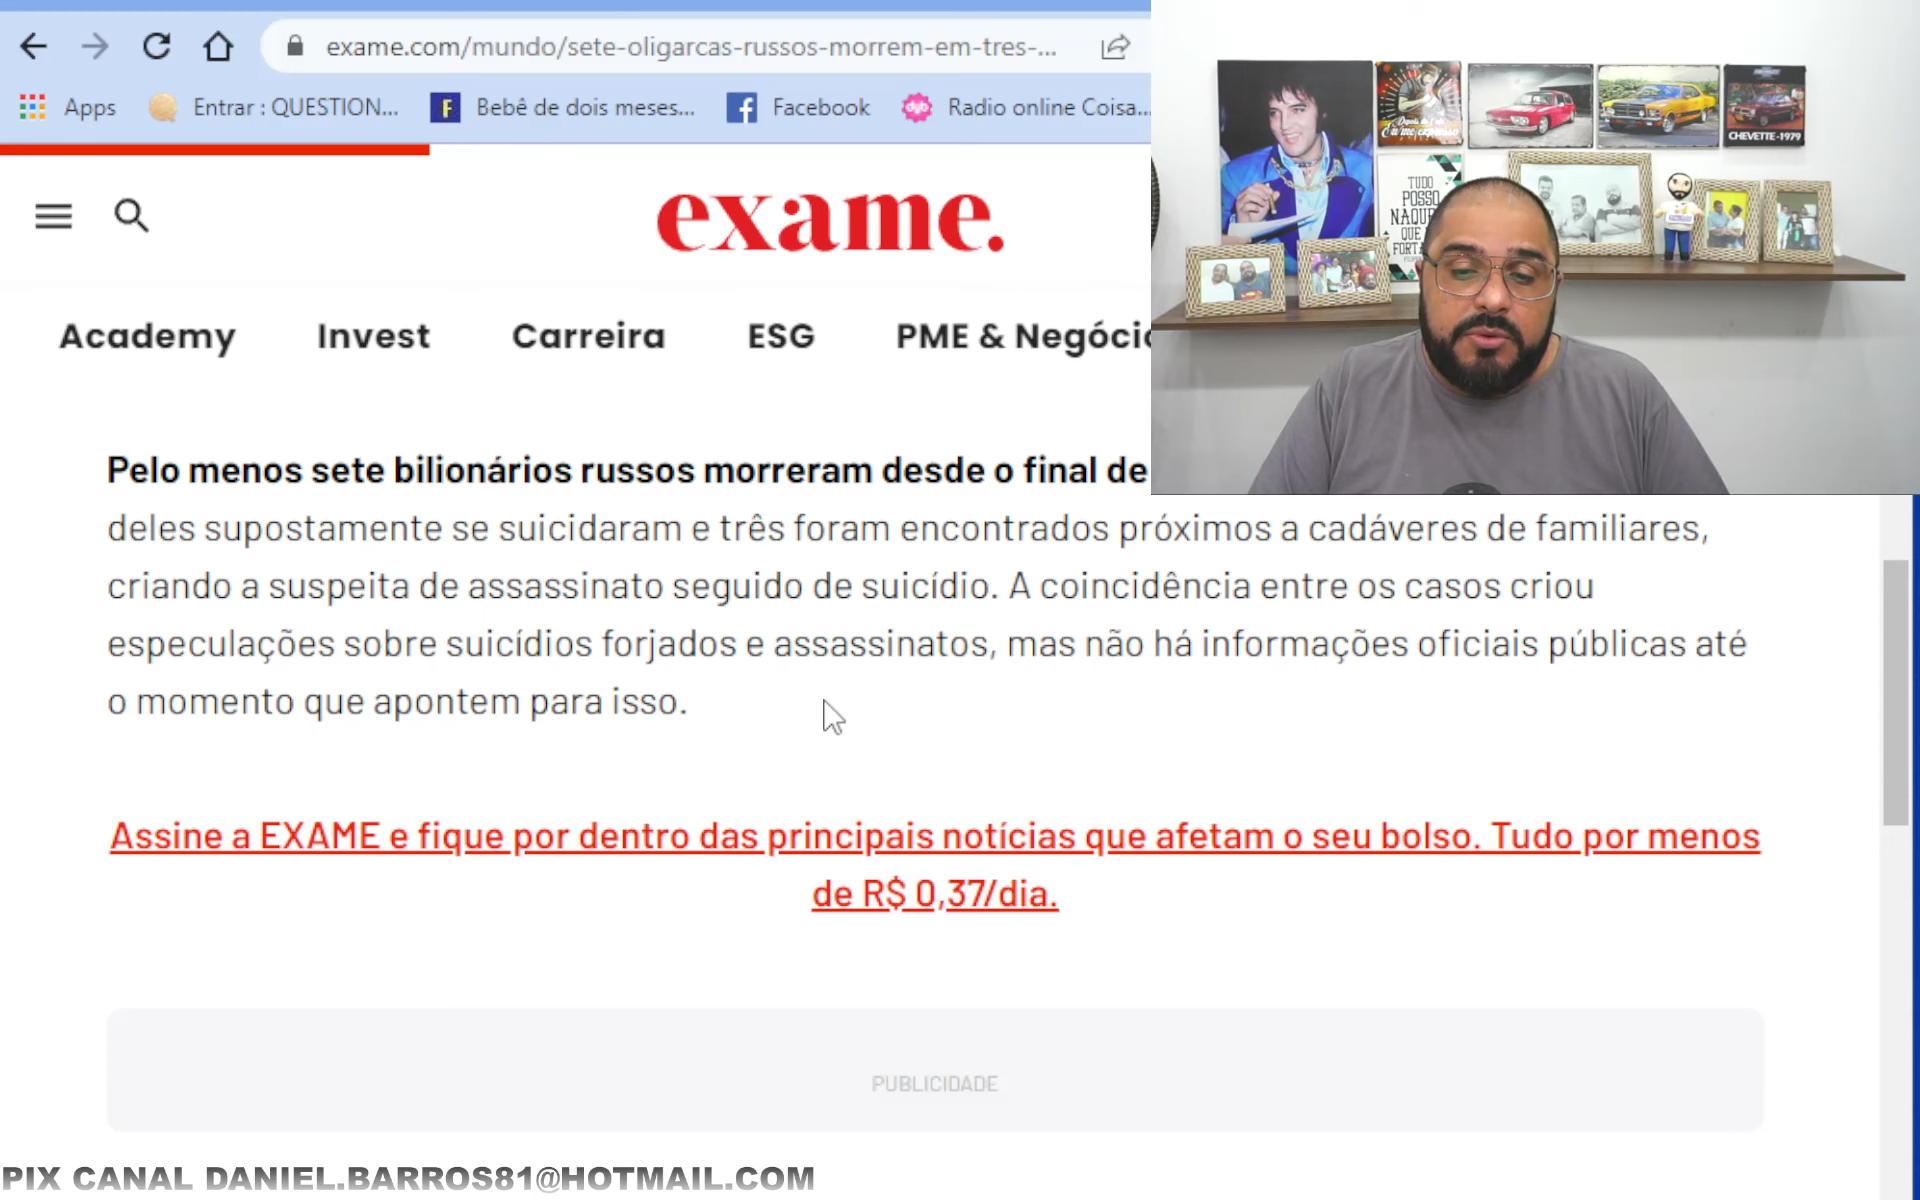 exame.com/mundo/sete-oligarcas-russos-morrem-em-tres-...
Apps
Entrar : QUESTION...
Bebê de dois meses...
Facebook
Radio online Coisa...
exame.
Academy
Invest
Carreira
ESG
PME & Negócio
Pelo menos sete bilionários russos morreram desde o final de
deles supostamente se suicidaram e três foram encontrados próximos a cadáveres de familiares,
criando a suspeita de assassinato seguido de suicídio. A coincidência entre os casos criou
especulações sobre suicídios forjados e assassinatos, mas não há informações oficiais públicas até
o momento que apontem para isso.
Assine a EXAME e fique por dentro das principais notícias que afetam o seu bolso. Tudo por menos
de R$ 0,37/dia.
PUBLICIDADE
PIX CANAL DANIEL.BARROS81@HOTMAIL.COM
CHEVETTE-1979
TUDO
POSSO
NAQUE
QUE
FORT